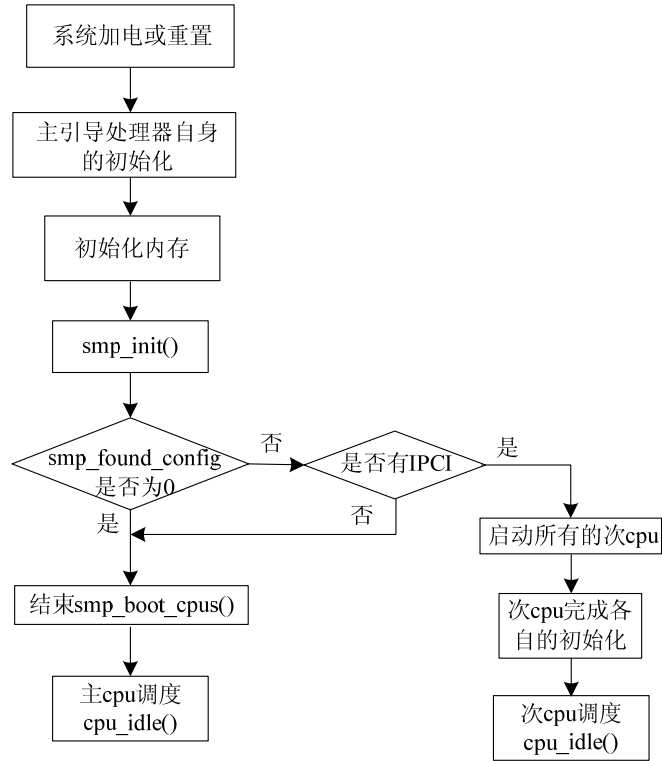 系统加电或重置
主引导处理器自身
的初始化
初始化内存
smp_init()
smp_found_config
是否为0
否
是否有IPCI
是
是
否
启动所有的次cpu
结束smp_boot_cpus()
次cpu完成各
自的初始化
主cpu调度
cpu_idle()
次cpu调度
cpu_idle()